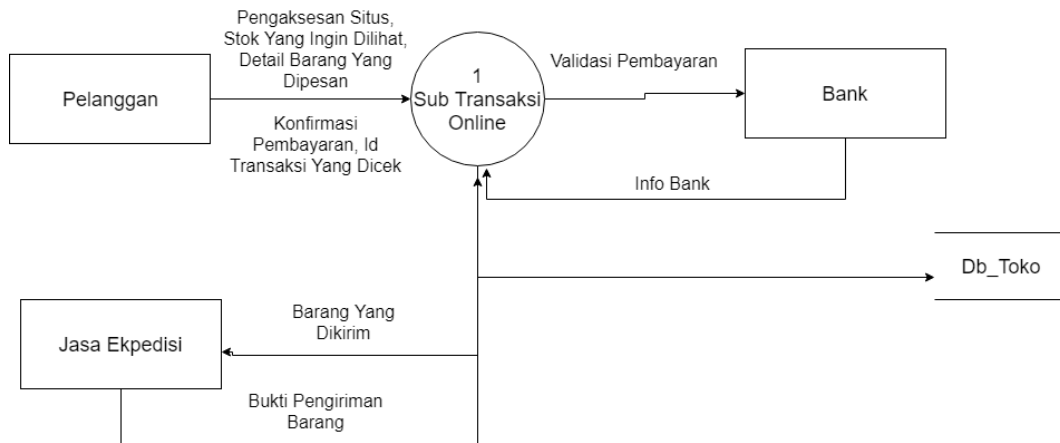 Pengaksesan Situs,
Stok Yang Ingin Dilihat,
Detail Barang Yang
Dipesan
Pelanggan
1
Sub Transaksi
Online
Validasi Pembayaran
Bank
Konfirmasi
Pembayaran, Id
Transaksi Yang Dicek
Info Bank
Db_Toko
Barang Yang
Dikirim
Jasa Ekpedisi
Bukti Pengiriman
Barang